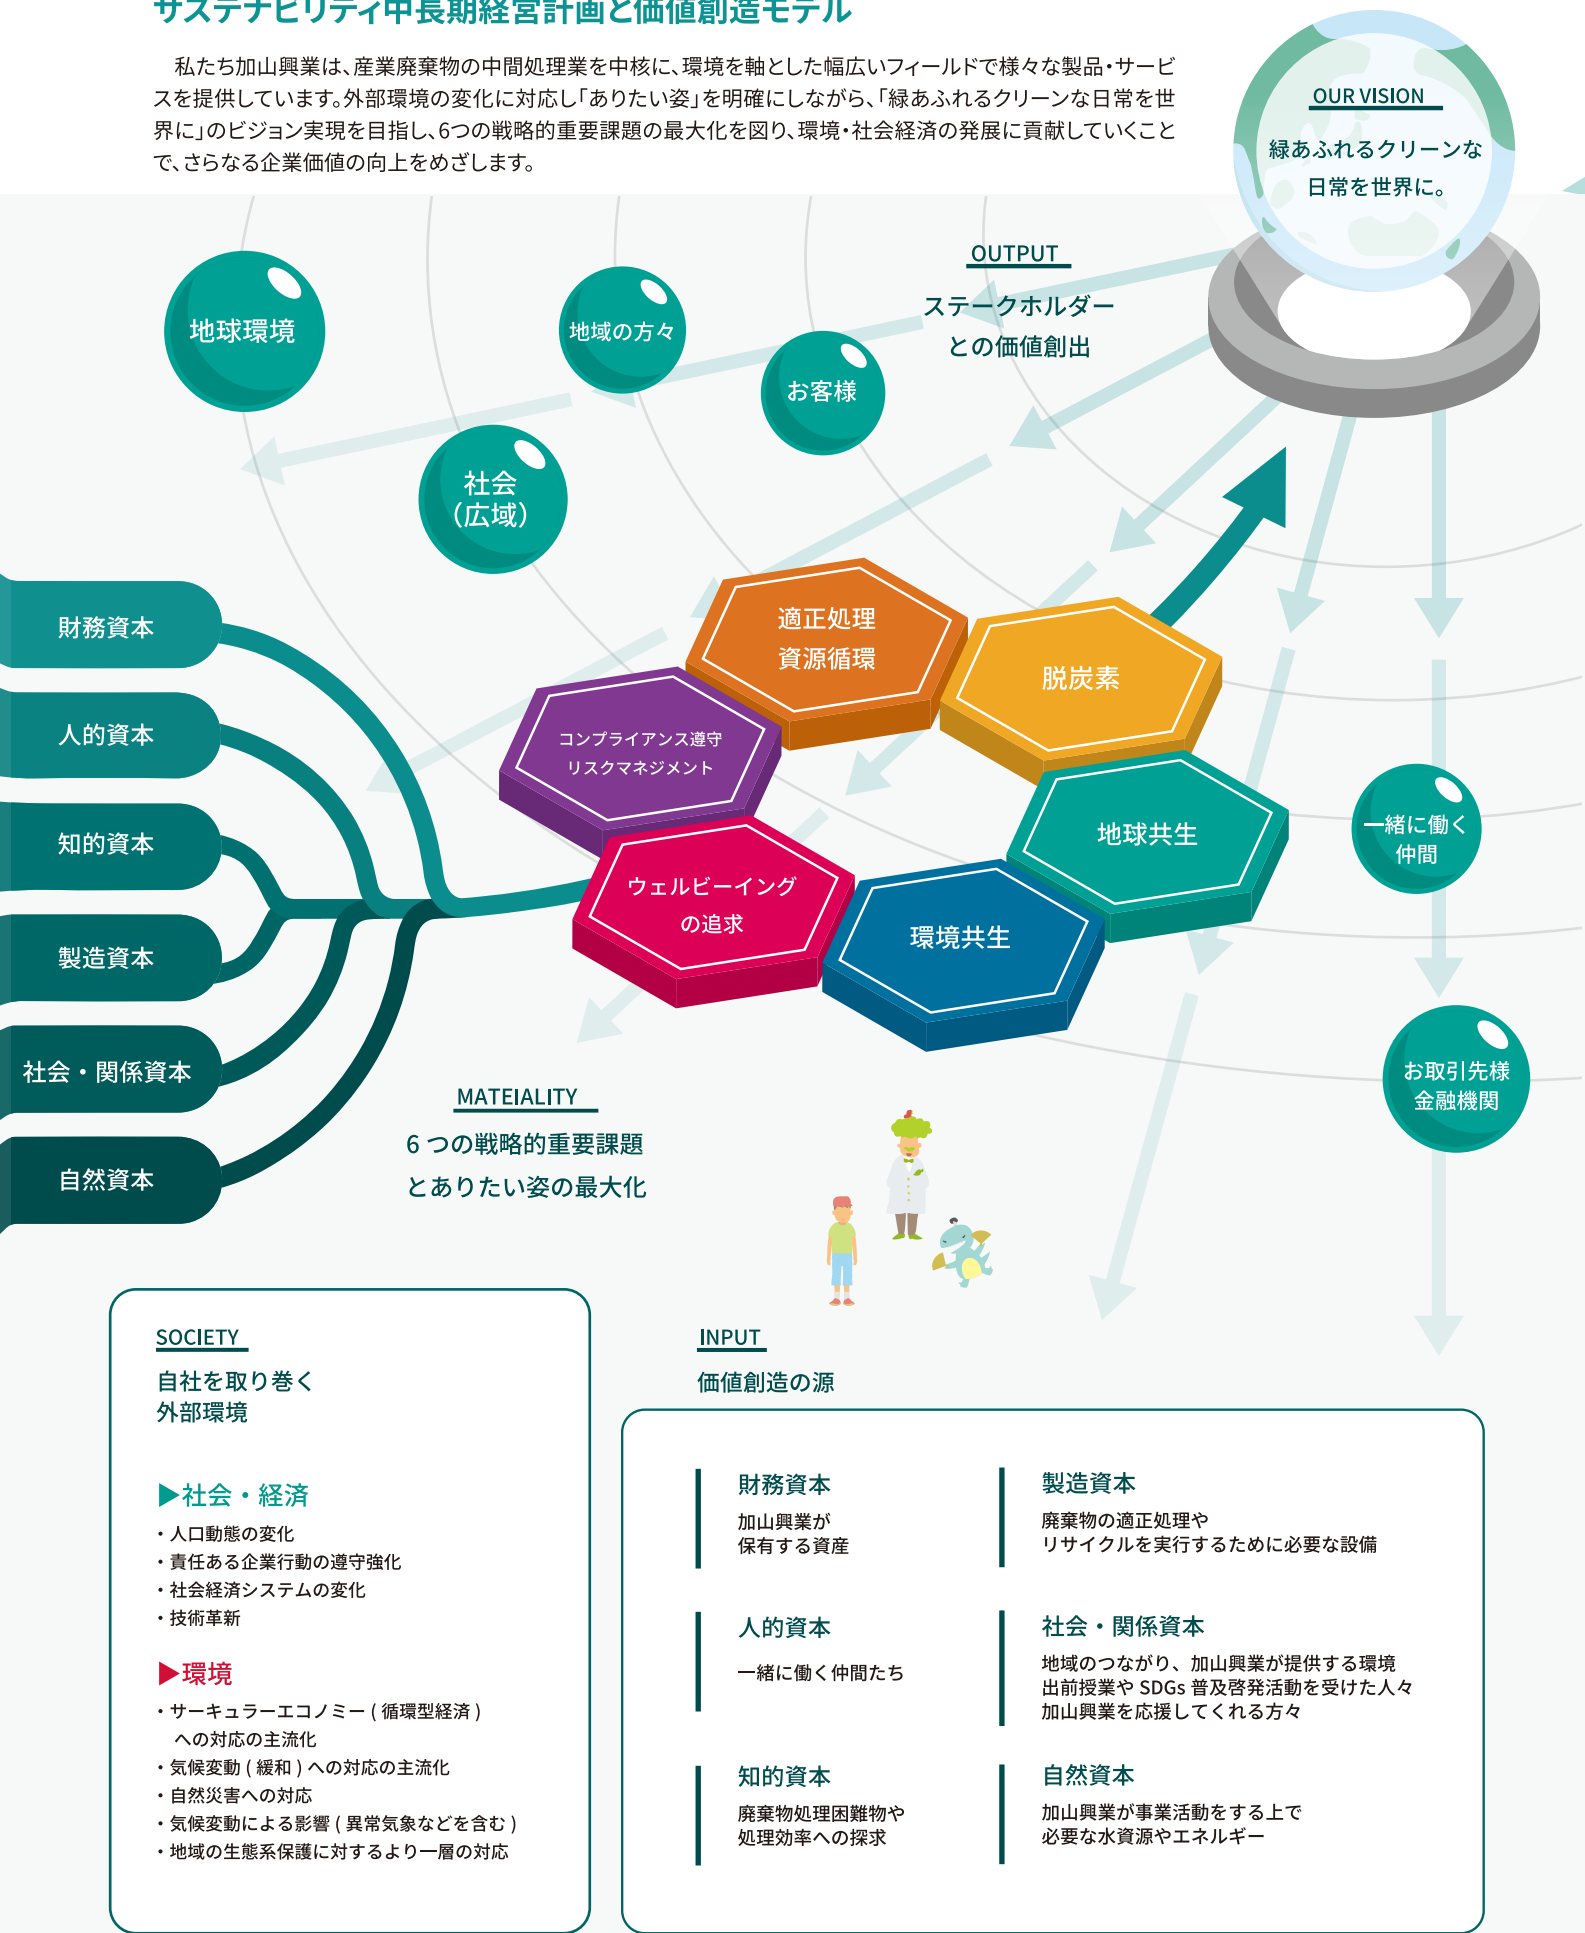 サステナビリティ中長期経営計画と価値創造モデル
私たち加山興業は、産業廃棄物の中間処理業を中核に、環境を軸とした幅広いフィールドで様々な製品・サービ
スを提供しています。外部環境の変化に対応し「ありたい姿」を明確にしながら、「緑あふれるクリーンな日常を世
界に」のビジョン実現を目指し、6つの戦略的重要課題の最大化を図り、環境・社会経済の発展に貢献していくこと
で、さらなる企業価値の向上をめざします。
OUR VISION
緑あふれるクリーンな
日常を世界に。
OUTPUT
ステークホルダー
との価値創出
地球環境
地域の方々
お客様
社会
（広域）
財務資本
人的資本
知的資本
製造資本
社会・関係資本
自然資本
適正処理
資源循環
脱炭素
コンプライアンス遵守
リスクマネジメント
地球共生
ウェルビーイング
の追求
環境共生
一緒に働く
仲間
お取引先様
金融機関
MATEIALITY
6 つの戦略的重要課題
とありたい姿の最大化
SOCIETY
自社を取り巻く
外部環境
▶社会・経済
・人口動態の変化
・責任ある企業行動の遵守強化
・社会経済システムの変化
・技術革新
▶環境
・サーキュラーエコノミー ( 循環型経済 )
への対応の主流化
・気候変動 ( 緩和 ) への対応の主流化
・自然災害への対応
・気候変動による影響 ( 異常気象などを含む )
・地域の生態系保護に対するより一層の対応
INPUT
価値創造の源
財務資本
加山興業が
保有する資産
人的資本
一緒に働く仲間たち
知的資本
廃棄物処理困難物や
処理効率への探求
製造資本
廃棄物の適正処理や
リサイクルを実行するために必要な設備
社会・関係資本
地域のつながり、加山興業が提供する環境
出前授業や SDGs 普及啓発活動を受けた人々
加山興業を応援してくれる方々
自然資本
加山興業が事業活動をする上で
必要な水資源やエネルギー